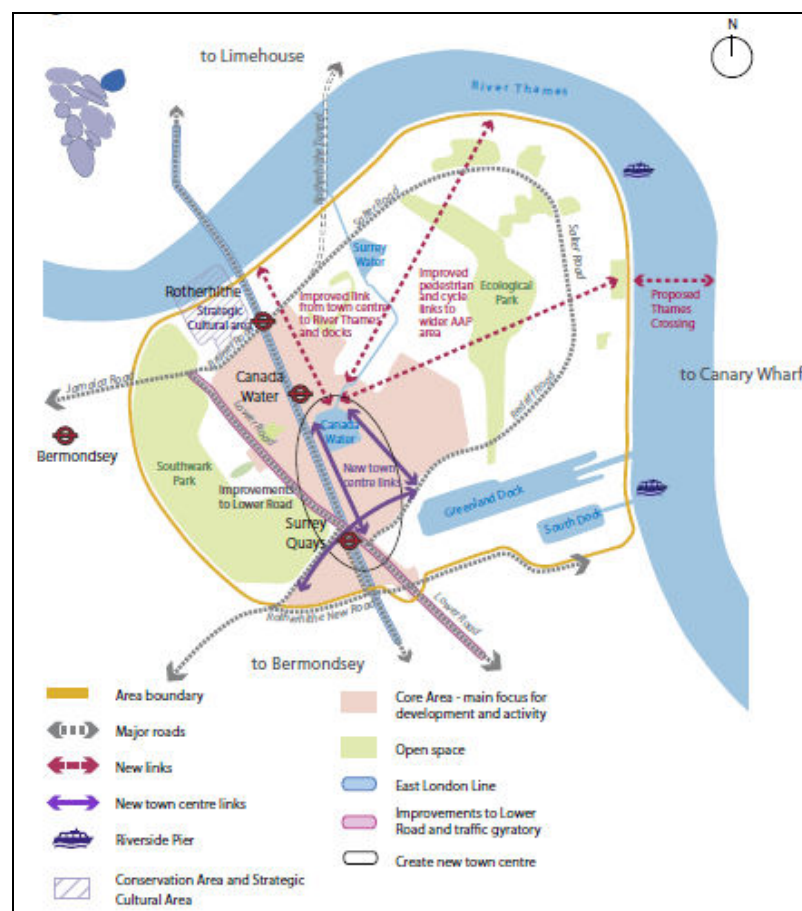 N
to Limehouse
River Thames
Rotherhithe Tunnel
Salter Road
Surrey
Water
Salter Road
Improved
pedestrian
and cycle
links to
wider AAP
area
Ecological
Park
Rotherhithe
Strategic
Cultural area
Improved link
from town centre
to River Thames
and docks
Proposed
Thames
Crossing
to Canary Wharf
Jamaica Road
Canada
Water
Lower Road
Redriff Road
Bermondsey
Canada
Water
Southwark
Park
New town
centre links
Improvements
to Lower Road
Greenland Dock
South Dock
Surrey
Quays
Rotherhithe New Road
Lower Road
to Bermondsey
Area boundary
Major roads
New links
New town centre links
Riverside Pier
Conservation Area and Strategic
Cultural Area
Core Area - main focus for
development and activity
Open space
East London Line
Improvements to Lower
Road and traffic gyratory
Create new town centre